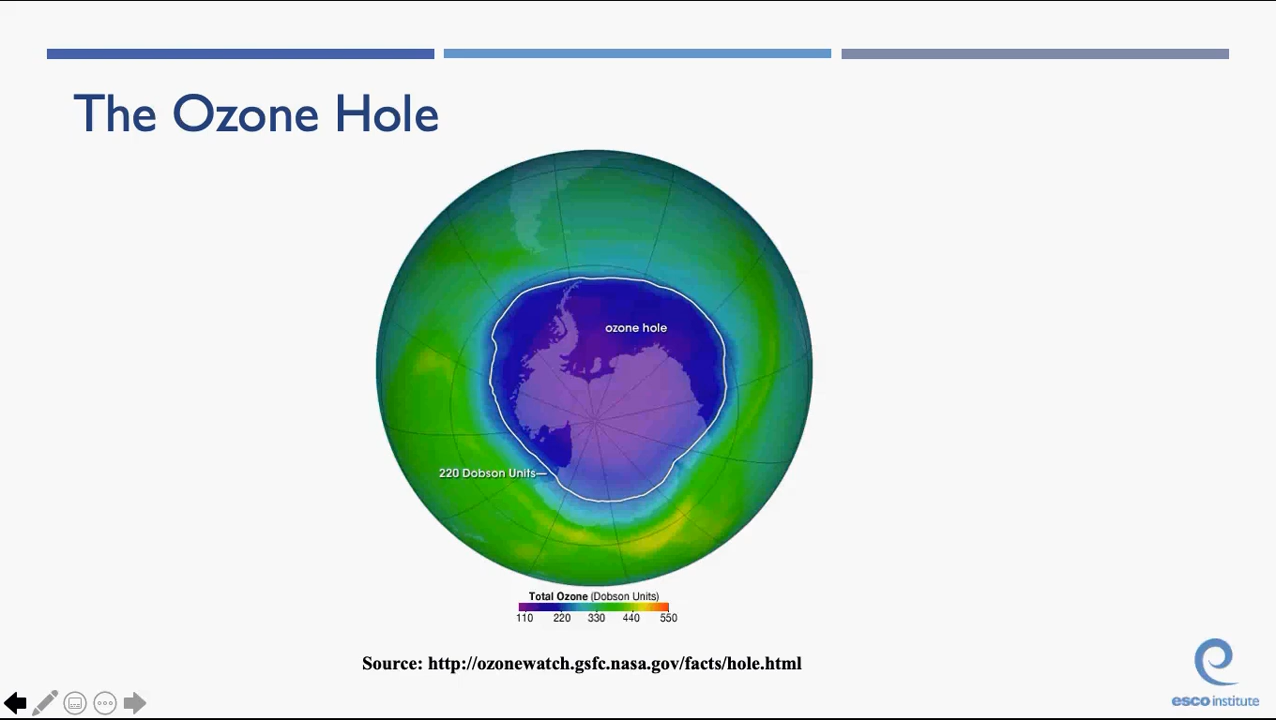 The Ozone Hole
ozone hole
220 Dobson Units
Total Ozone (Dobson Units)
110 220 330 440 550
Source: http://ozonewatch.gsfc.nasa.gov/facts/hole.html
esco institute